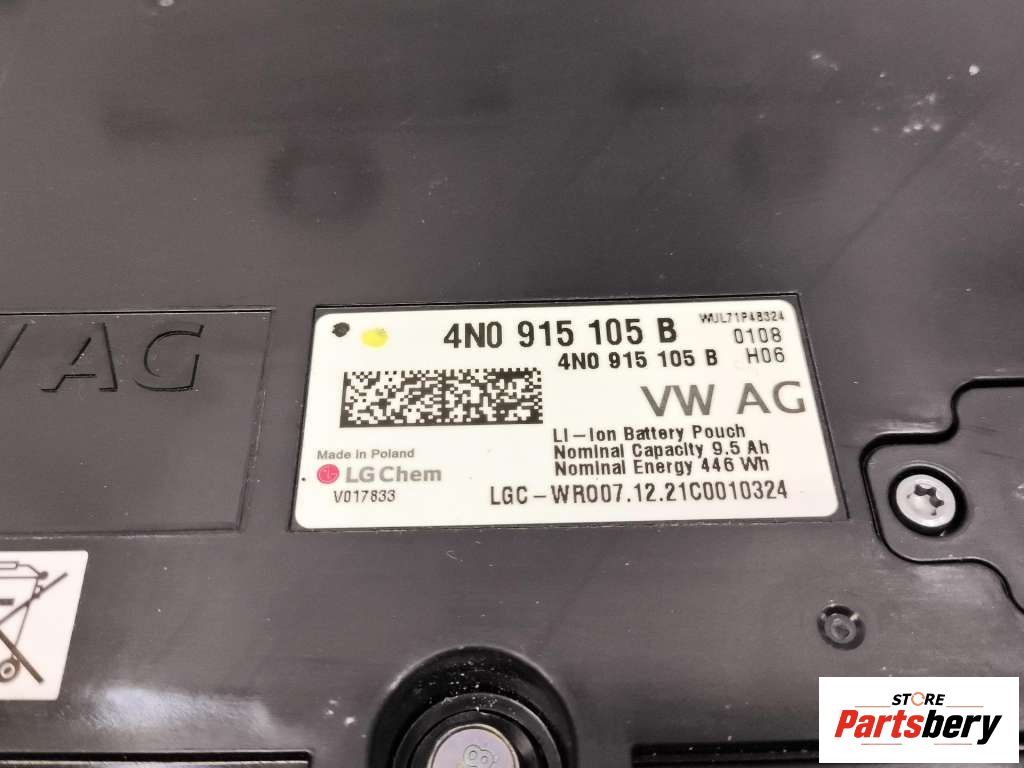 4N0 915 105 B
WUL71P48324
0108
4N0 915 105 B
H06
VW AG
VW AG
LI-Ion Battery Pouch
Nominal Capacity 9.5 Ah
Nominal Energy 446 Wh
Made in Poland
LG Chem
V017833
LGC-WR007.12.21C0010324
STORE
Partsbery